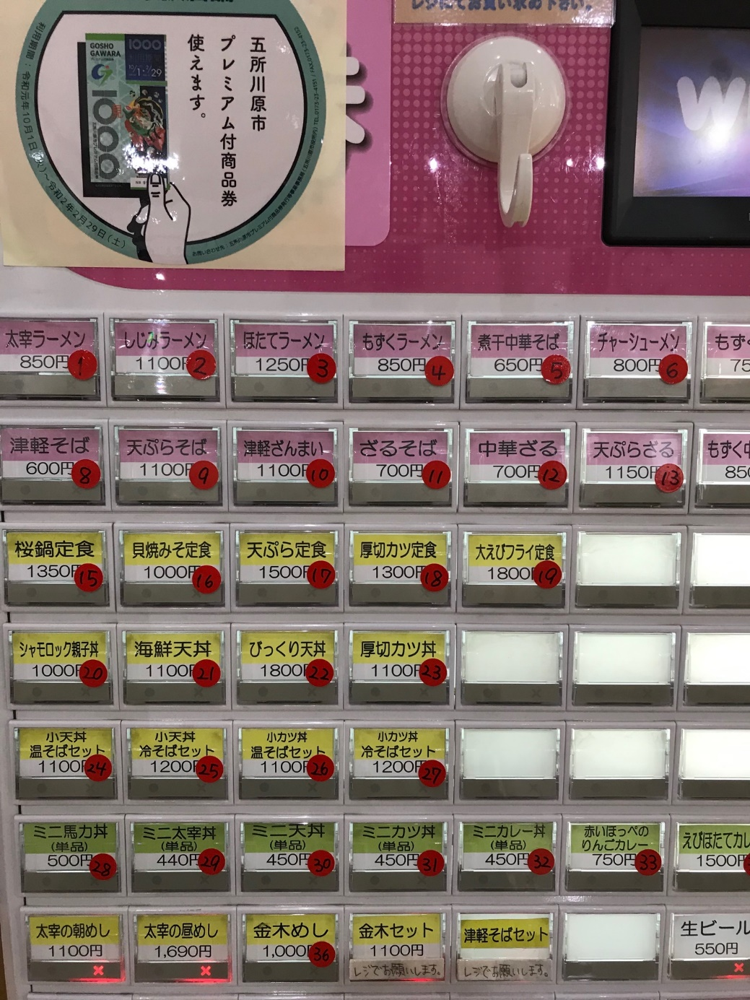 レジにてお買い求め下さい。
五所川原市
プレミアム付商品券
使えます。
GOSHO
GAWARA
1000
10/1-2/29
1000
利用期間：令和元年10月1日(火)～令和2年2月29日(土)
太宰ラーメン
850円 1
しじみラーメン
1100円 2
ほたてラーメン
1250円 3
もずくラーメン
850円 4
煮干中華そば
650円 5
チャーシューメン
800円 6
もずく
75
津軽そば
600円 8
天ぷらそば
1100円 9
津軽ざんまい
1100円 10
ざるそば
700円 11
中華ざる
700円 12
天ぷらざる
1150円 13
もずく中
850
桜鍋定食
1350円 15
貝焼みそ定食
1000円 16
天ぷら定食
1500円 17
厚切カツ定食
1300円 18
大えびフライ定食
1800 19
シャモロック親子丼
1000円 20
海鮮天丼
1100円 21
びっくり天丼
1800円 22
厚切カツ丼
1100円 23
小天丼
温そばセット
1100円 24
小天丼
冷そばセット
1200円 25
小カツ丼
温そばセット
1100円 26
小カツ丼
冷そばセット
1200円 27
ミニ馬力丼
(単品)
500円 28
ミニ太宰丼
(単品)
440円 29
ミニ天丼
(単品)
450円 30
ミニカツ丼
(単品)
450円 31
ミニカレー丼
(単品)
450円 32
赤いほっぺの
りんごカレー
750円 33
えびほたてカレ
1500円
太宰の朝めし
1100円
太宰の昼めし
1,690円
金木めし
1,000円 36
金木セット
1100円
レジでお願いします。
津軽そばセット
レジでお願いします。
生ビール
550円